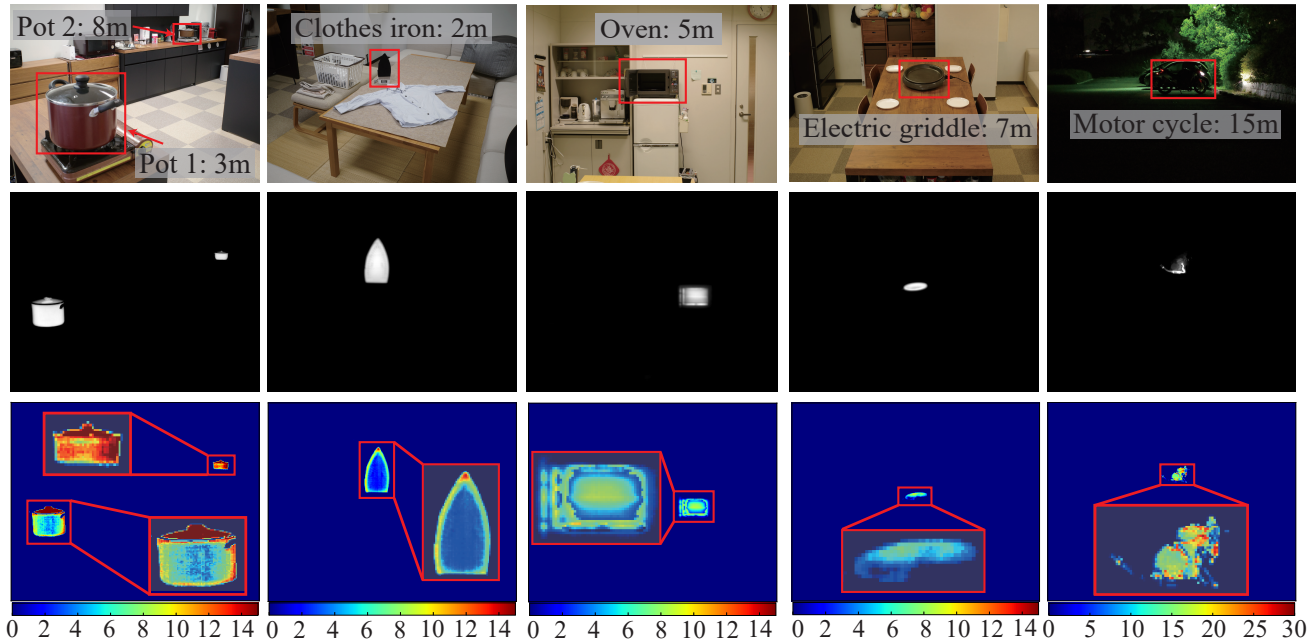 Pot 2: 8m
Pot 1: 3m
Clothes iron: 2m
Oven: 5m
Electric griddle: 7m
Motor cycle: 15m
0 2 4 6 8 10 12 14
0 2 4 6 8 10 12 14
0 2 4 6 8 10 12 14
0 2 4 6 8 10 12 14
0 5 10 15 20 25 30